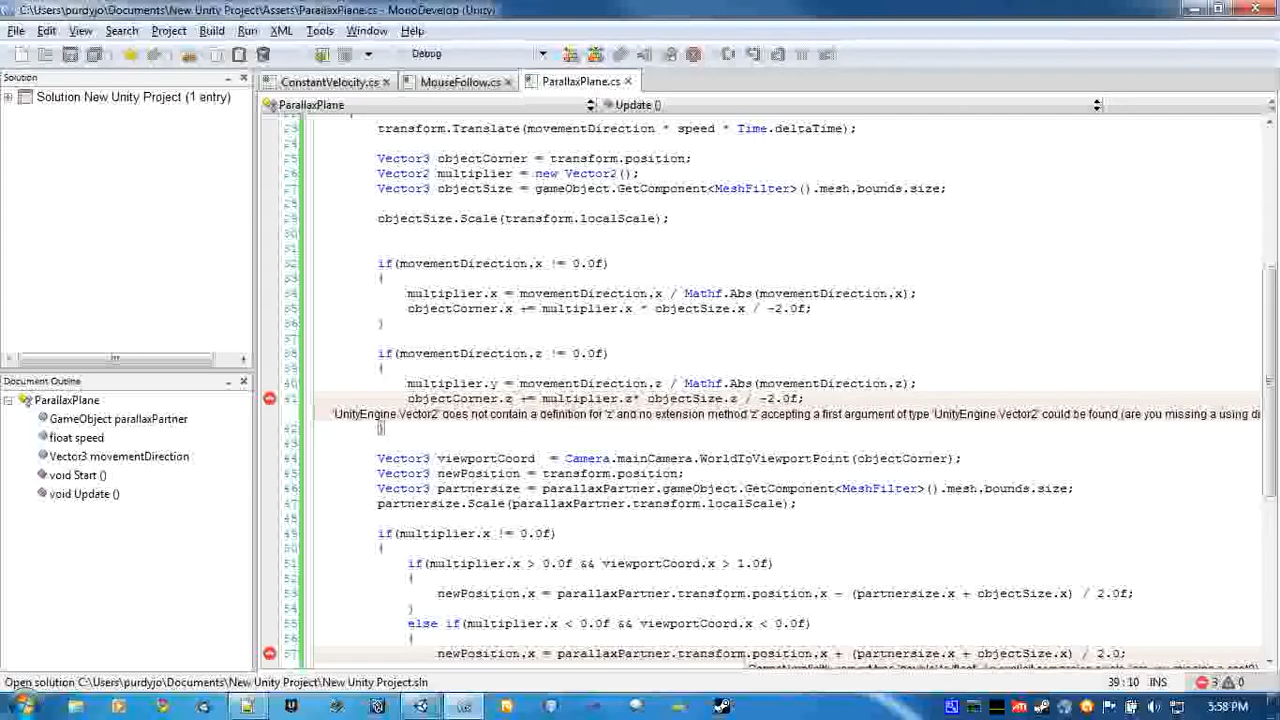 C:\Users\purdyjo\Documents\New Unity Project\Assets\ParallaxPlane.cs - MonoDevelop (Unity)
File Edit View Search Project Build Run XML Tools Window Help
Debug
Solution
ConstantVelocity.cs MouseFollow.cs ParallaxPlane.cs
Solution New Unity Project (1 entry)
ParallaxPlane Update ()
transform.Translate(movementDirection * speed * Time.deltaTime);
Vector3 objectCorner = transform.position;
Vector2 multiplier = new Vector2();
Vector3 objectSize = gameObject.GetComponent<MeshFilter>().mesh.bounds.size;
objectSize.Scale(transform.localScale);
if(movementDirection.x != 0.0f)
{
multiplier.x = movementDirection.x / Mathf.Abs(movementDirection.x);
objectCorner.x += multiplier.x * objectSize.x / -2.0f;
}
if(movementDirection.z != 0.0f)
{
multiplier.y = movementDirection.z / Mathf.Abs(movementDirection.z);
objectCorner.z += multiplier.z* objectSize.z / -2.0f;
'UnityEngine.Vector2' does not contain a definition for 'z' and no extension method 'z' accepting a first argument of type 'UnityEngine.Vector2' could be found (are you missing a using di
}
Vector3 viewportCoord = Camera.mainCamera.WorldToViewportPoint(objectCorner);
Vector3 newPosition = transform.position;
Vector3 partnersize = parallaxPartner.gameObject.GetComponent<MeshFilter>().mesh.bounds.size;
partnersize.Scale(parallaxPartner.transform.localScale);
if(multiplier.x != 0.0f)
{
if(multiplier.x > 0.0f && viewportCoord.x > 1.0f)
{
newPosition.x = parallaxPartner.transform.position.x - (partnersize.x + objectSize.x) / 2.0f;
}
else if(multiplier.x < 0.0f && viewportCoord.x < 0.0f)
{
newPosition.x = parallaxPartner.transform.position.x + (partnersize.x + objectSize.x) / 2.0;
Document Outline
ParallaxPlane
GameObject parallaxPartner
float speed
Vector3 movementDirection
void Start ()
void Update ()
Open solution C:\Users\purdyjo\Documents\New Unity Project\New Unity Project.sln 39 : 10 INS 3 0
5:58 PM